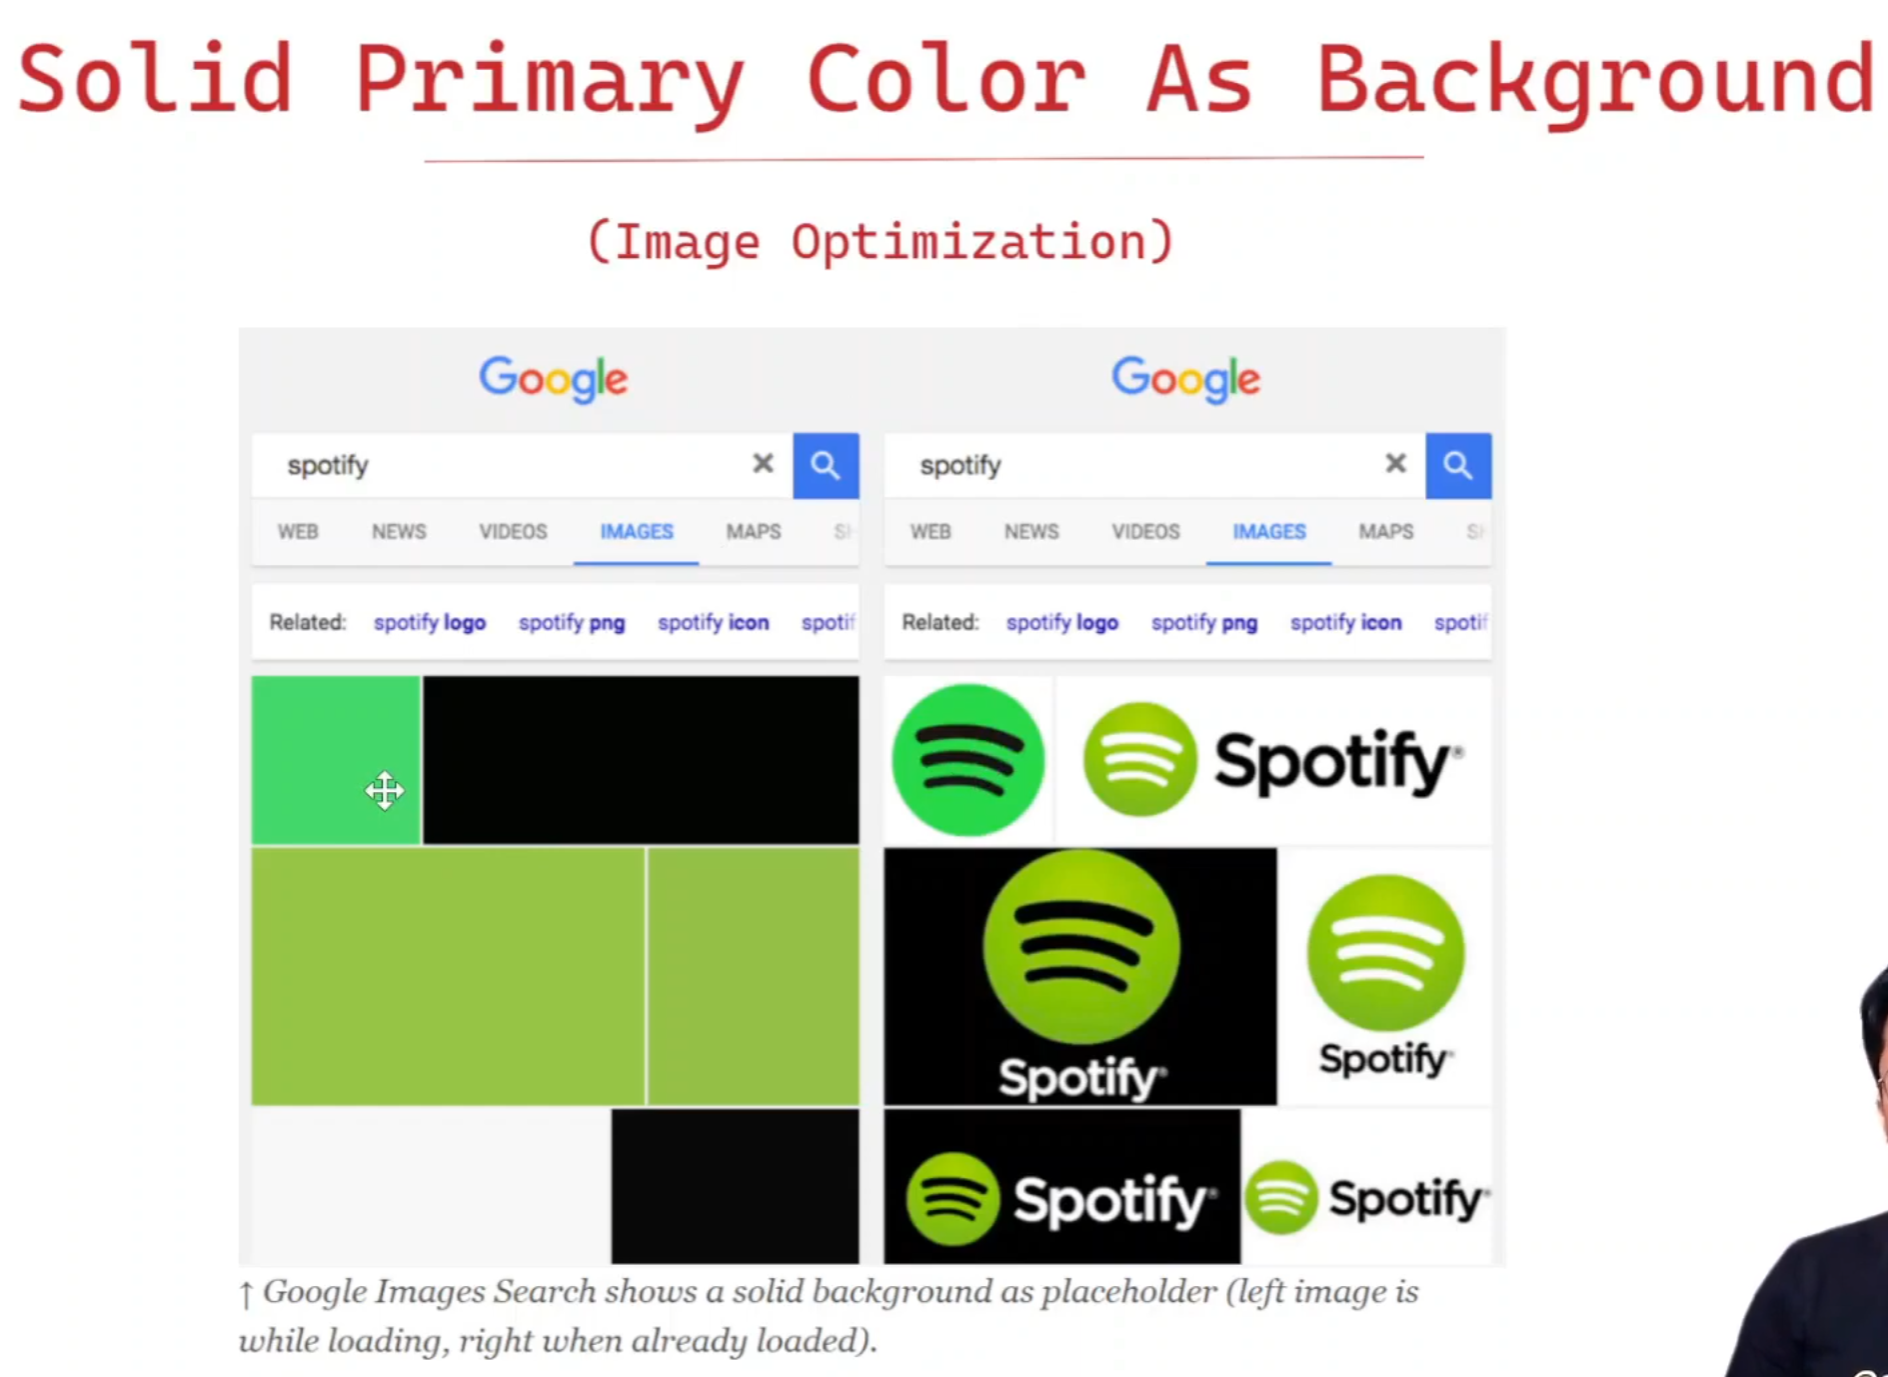 Solid Primary Color As Background
(Image Optimization)
Google
spotify
WEB NEWS VIDEOS IMAGES MAPS
Related: spotify logo spotify png spotify icon spotif
Google
spotify
WEB NEWS VIDEOS IMAGES MAPS
Related: spotify logo spotify png spotify icon spotif
Spotify®
Spotify®
Spotify®
Spotify®
Spotify®
↑ Google Images Search shows a solid background as placeholder (left image is
while loading, right when already loaded).